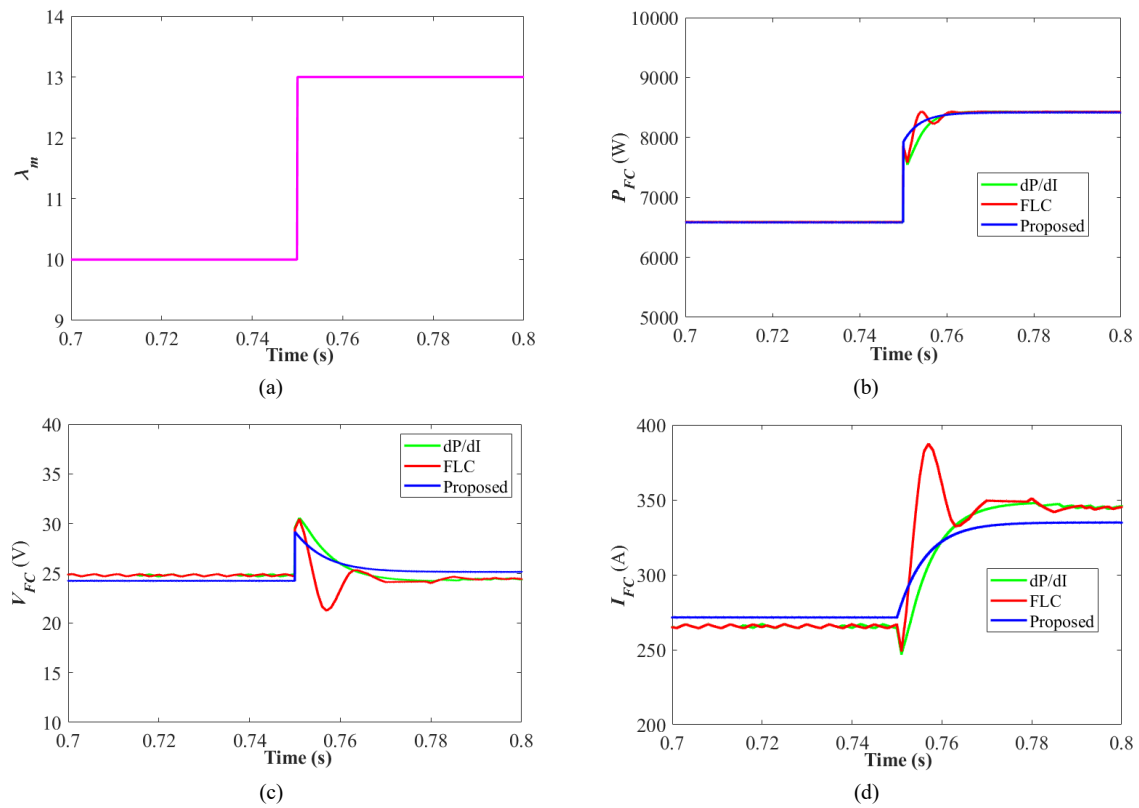 14
13
12
11
10
9
λm
0.7
0.72
0.74
0.76
0.78
0.8
Time (s)
(a)
10000
9000
8000
7000
6000
5000
PFC (W)
dP/dI
FLC
Proposed
0.7
0.72
0.74
0.76
0.78
0.8
Time (s)
(b)
40
35
30
25
20
15
10
VFC (V)
dP/dI
FLC
Proposed
0.7
0.72
0.74
0.76
0.78
0.8
Time (s)
(c)
400
350
300
250
200
IFC (A)
dP/dI
FLC
Proposed
0.7
0.72
0.74
0.76
0.78
0.8
Time (s)
(d)